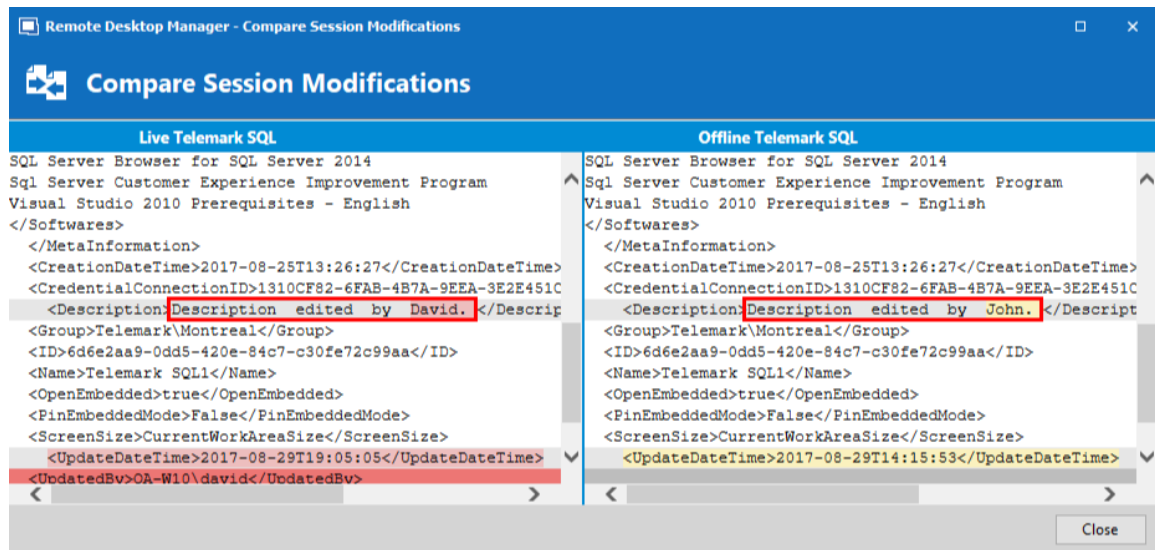 Remote Desktop Manager - Compare Session Modifications
Compare Session Modifications
Live Telemark SQL
SQL Server Browser for SQL Server 2014
Sql Server Customer Experience Improvement Program
Visual Studio 2010 Prerequisites - English
</Softwares>
</MetaInformation>
<CreationDateTime>2017-08-25T13:26:27</CreationDateTime>
<CredentialConnectionID>1310CF82-6FAB-4B7A-9EEA-3E2E451C
<Description>Description edited by David. </Descrip
<Group>Telemark\Montreal</Group>
<ID>6d6e2aa9-0dd5-420e-84c7-c30fe72c99aa</ID>
<Name>Telemark SQL1</Name>
<OpenEmbedded>true</OpenEmbedded>
<PinEmbeddedMode>False</PinEmbeddedMode>
<ScreenSize>CurrentWorkAreaSize</ScreenSize>
<UpdateDateTime>2017-08-29T19:05:05</UpdateDateTime>
<UpdatedBy>OA-W10\david</UpdatedBy>
Offline Telemark SQL
SQL Server Browser for SQL Server 2014
Sql Server Customer Experience Improvement Program
Visual Studio 2010 Prerequisites - English
</Softwares>
</MetaInformation>
<CreationDateTime>2017-08-25T13:26:27</CreationDateTime>
<CredentialConnectionID>1310CF82-6FAB-4B7A-9EEA-3E2E451C
<Description>Description edited by John. </Descript
<Group>Telemark\Montreal</Group>
<ID>6d6e2aa9-0dd5-420e-84c7-c30fe72c99aa</ID>
<Name>Telemark SQL1</Name>
<OpenEmbedded>true</OpenEmbedded>
<PinEmbeddedMode>False</PinEmbeddedMode>
<ScreenSize>CurrentWorkAreaSize</ScreenSize>
<UpdateDateTime>2017-08-29T14:15:53</UpdateDateTime>
Close